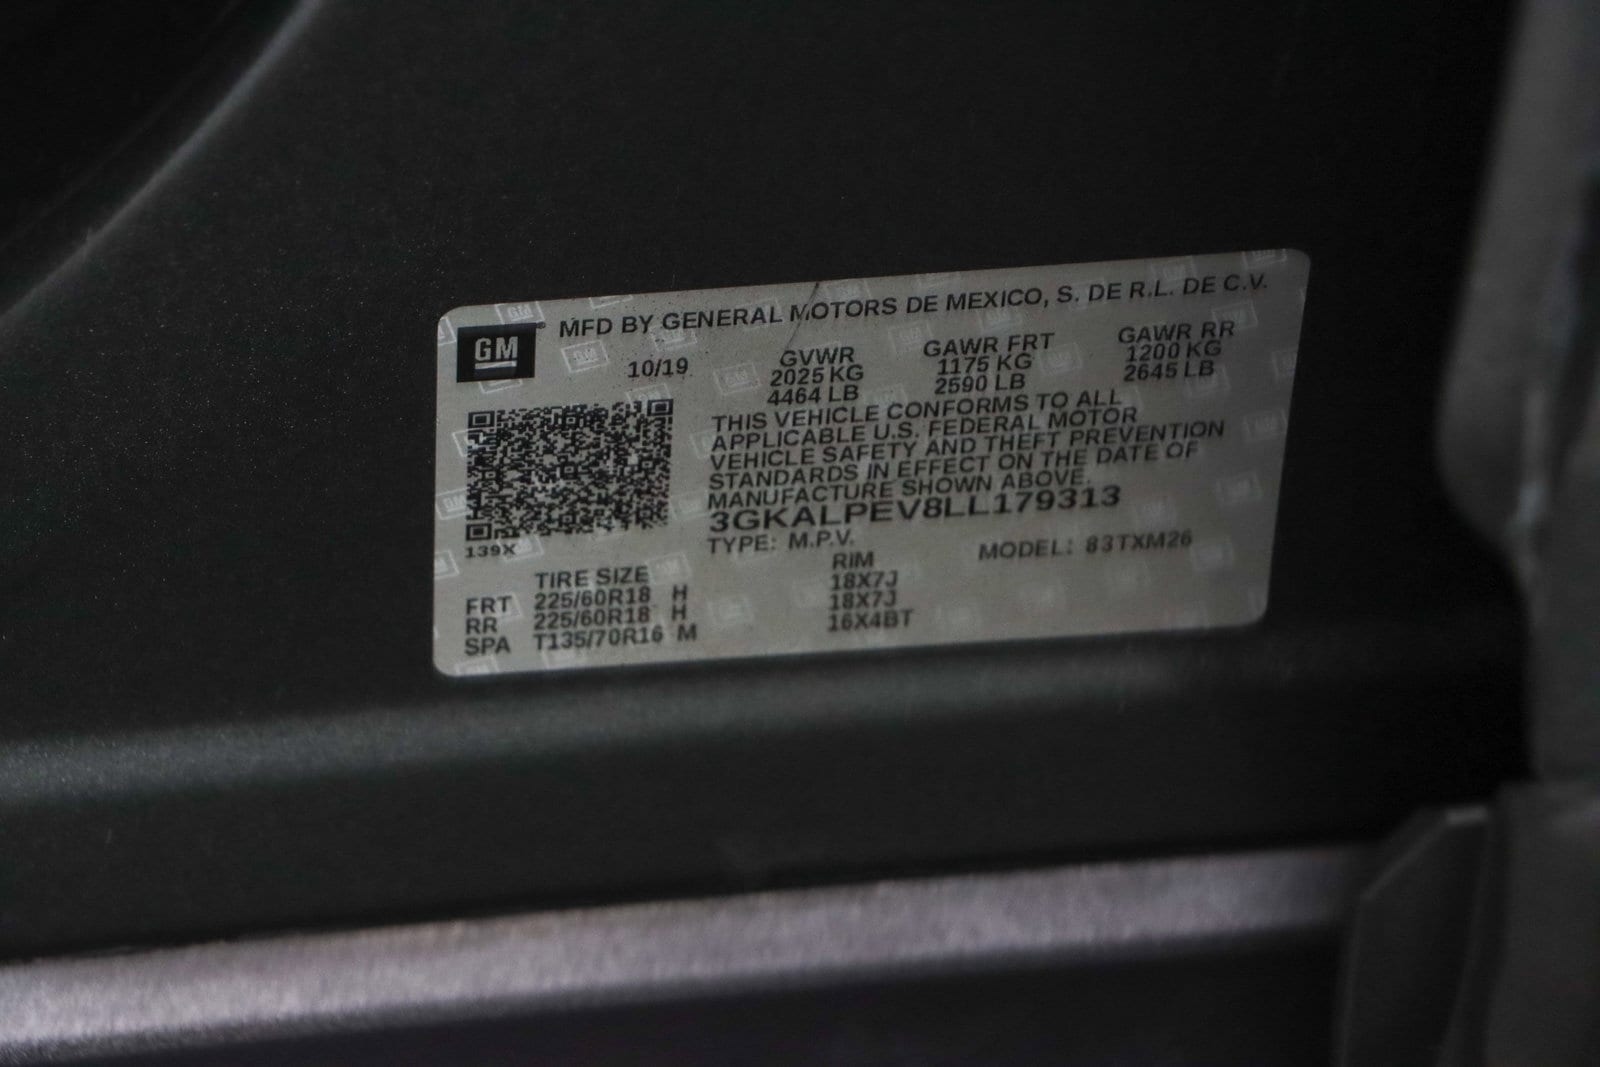 GM MFD BY GENERAL MOTORS DE MEXICO, S. DE R.L. DE C.V.
10/19 GVWR GAWR FRT GAWR RR
2025 KG 1175 KG 1200 KG
4464 LB 2590 LB 2645 LB
THIS VEHICLE CONFORMS TO ALL
APPLICABLE U.S. FEDERAL MOTOR
VEHICLE SAFETY AND THEFT PREVENTION
STANDARDS IN EFFECT ON THE DATE OF
MANUFACTURE SHOWN ABOVE.
3GKALPEV8LL179313
139X
TYPE: M.P.V. MODEL: 83TXM26
TIRE SIZE RIM
FRT 225/60R18 H 18X7J
RR 225/60R18 H 18X7J
SPA T135/70R16 M 16X4BT